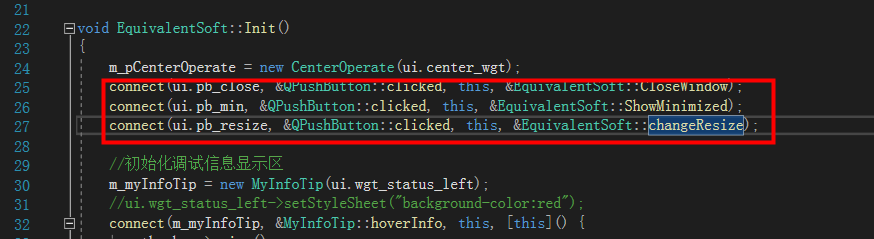 21
22 void EquivalentSoft::Init()
23 {
24 m_pCenterOperate = new CenterOperate(ui.center_wgt);
25 connect(ui.pb_close, &QPushButton::clicked, this, &EquivalentSoft::CloseWindow);
26 connect(ui.pb_min, &QPushButton::clicked, this, &EquivalentSoft::ShowMinimized);
27 connect(ui.pb_resize, &QPushButton::clicked, this, &EquivalentSoft::changeResize);
28
29 //初始化调试信息显示区
30 m_myInfoTip = new MyInfoTip(ui.wgt_status_left);
31 //ui.wgt_status_left->setStyleSheet("background-color:red");
32 connect(m_myInfoTip, &MyInfoTip::hoverInfo, this, [this]() {